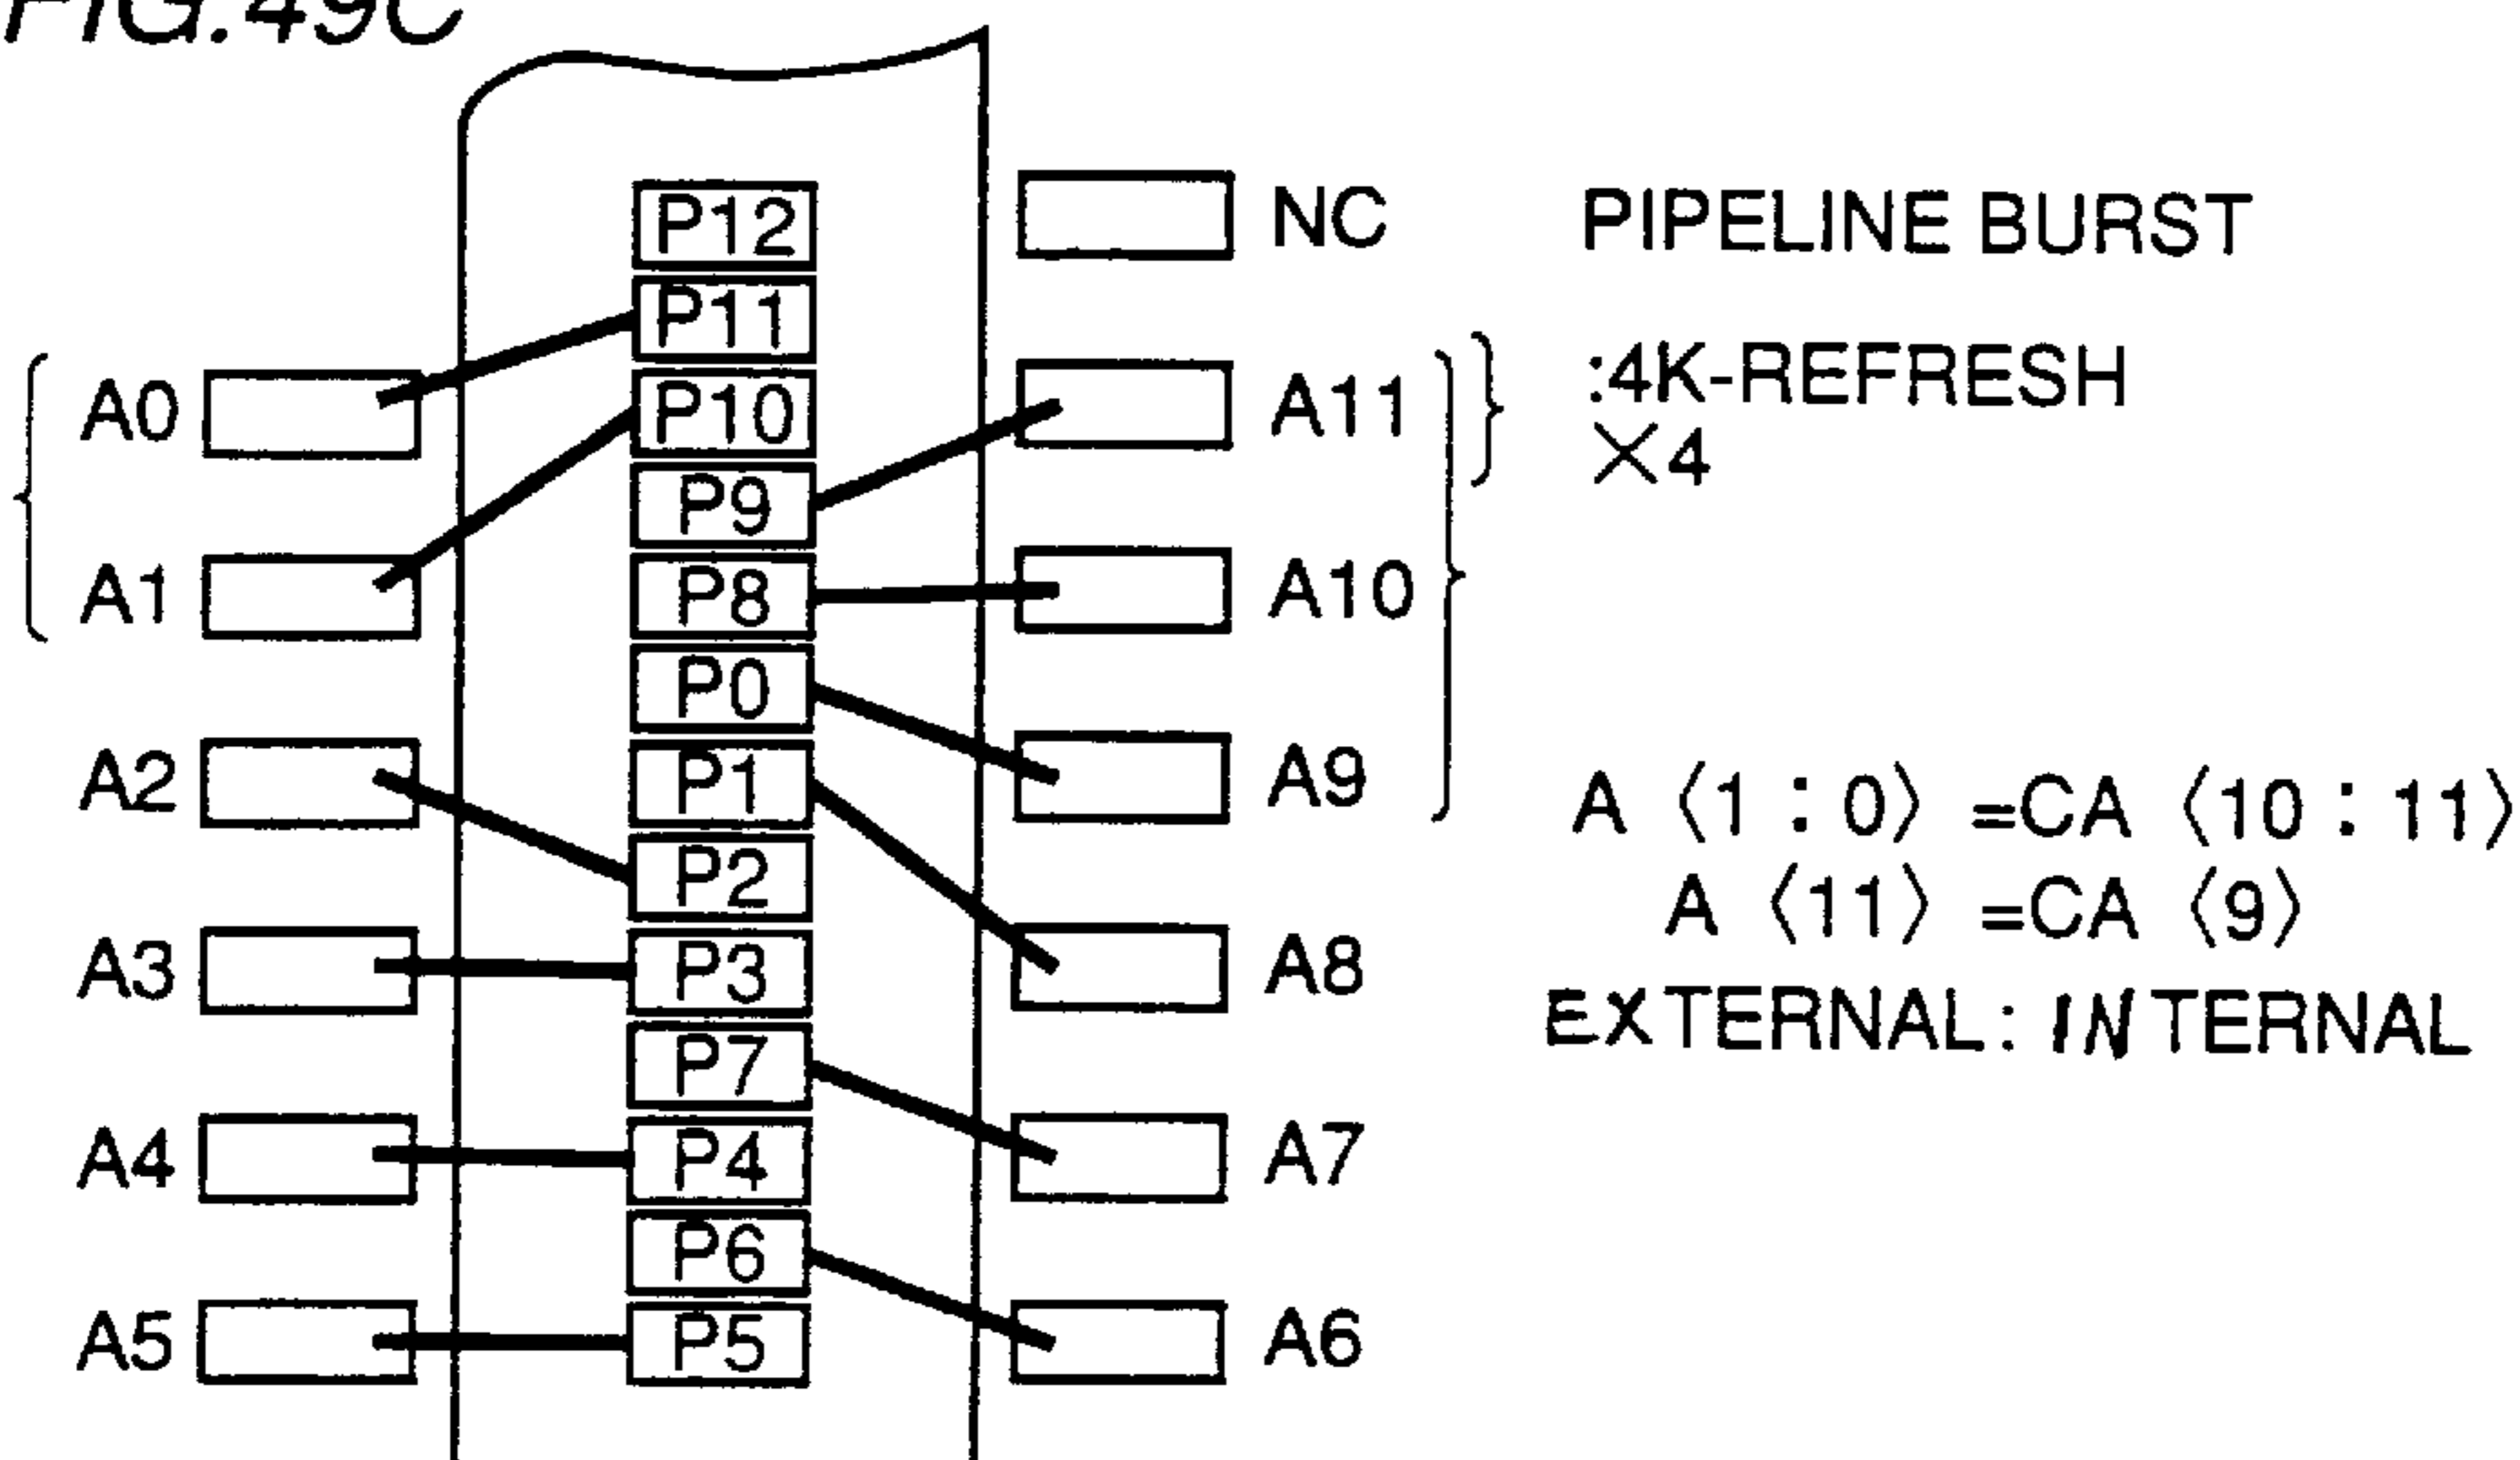 FIG.49C
P12 NC PIPELINE BURST
P11
A0 P10 A11 :4K-REFRESH
×4
P9
A1 P8 A10
P0
A2 P1 A9 A ⟨1 : 0⟩ =CA ⟨10 : 11⟩
P2 A ⟨11⟩ =CA ⟨9⟩
A3 P3 A8
EXTERNAL: INTERNAL
P7
A4 P4 A7
P6
A5 P5 A6